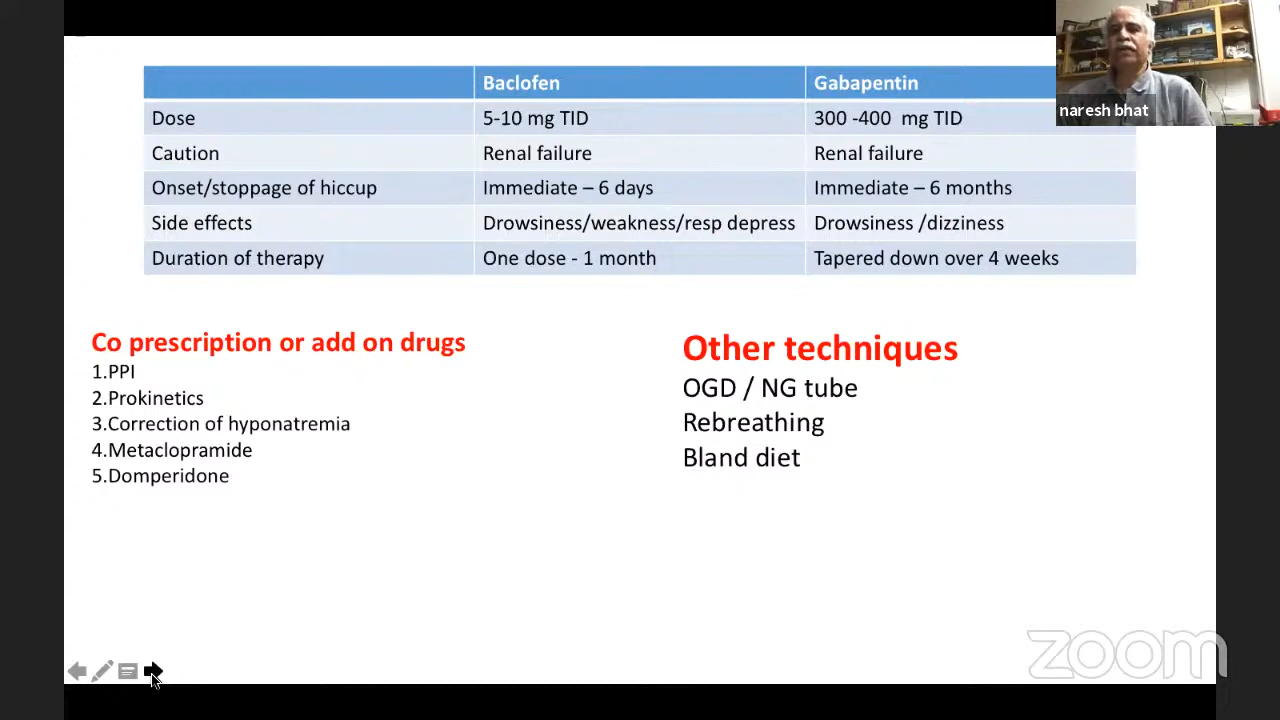 Baclofen Gabapentin
Dose 5-10 mg TID 300 -400 mg TID
Caution Renal failure Renal failure
Onset/stoppage of hiccup Immediate – 6 days Immediate – 6 months
Side effects Drowsiness/weakness/resp depress Drowsiness /dizziness
Duration of therapy One dose - 1 month Tapered down over 4 weeks
Co prescription or add on drugs
1.PPI
2.Prokinetics
3.Correction of hyponatremia
4.Metaclopramide
5.Domperidone
Other techniques
OGD / NG tube
Rebreathing
Bland diet
naresh bhat
zoom